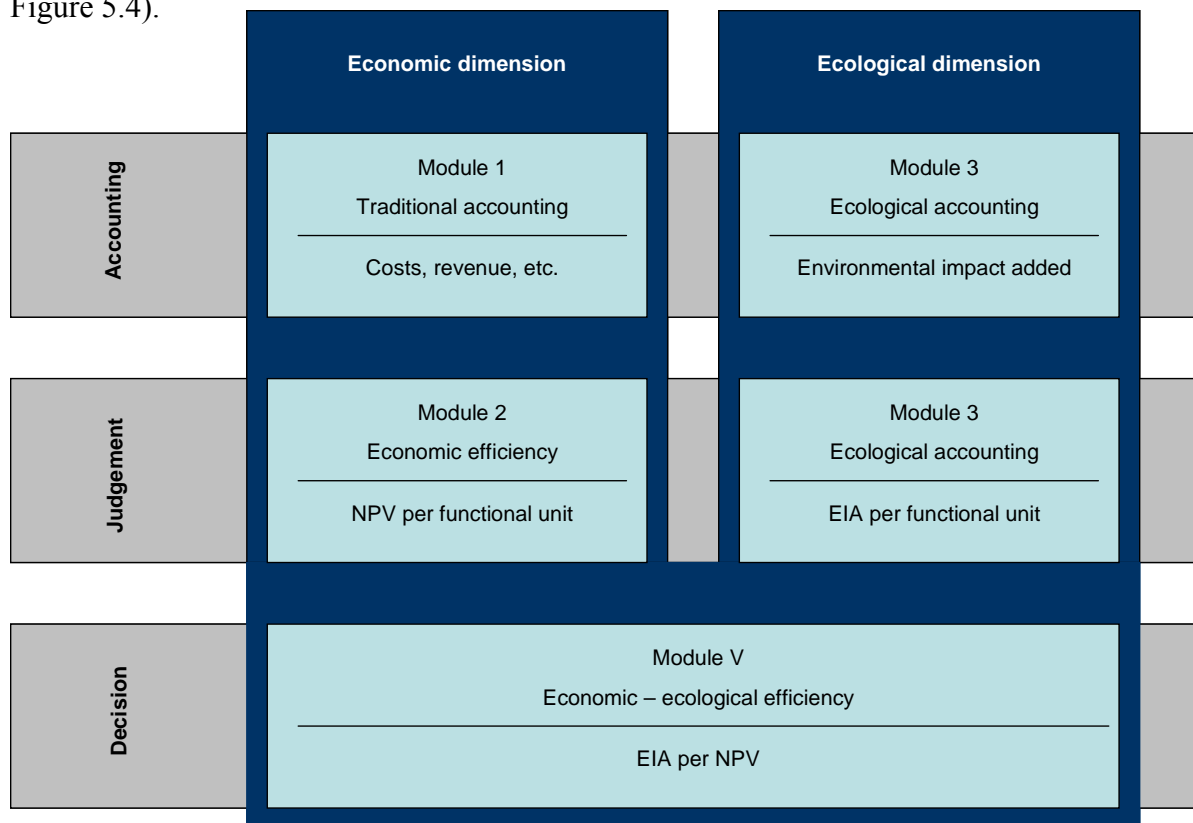 Figure 5.4).
Economic dimension
Ecological dimension
Accounting
Module 1
Traditional accounting
Costs, revenue, etc.
Module 3
Ecological accounting
Environmental impact added
Judgement
Module 2
Economic efficiency
NPV per functional unit
Module 3
Ecological accounting
EIA per functional unit
Decision
Module V
Economic – ecological efficiency
EIA per NPV